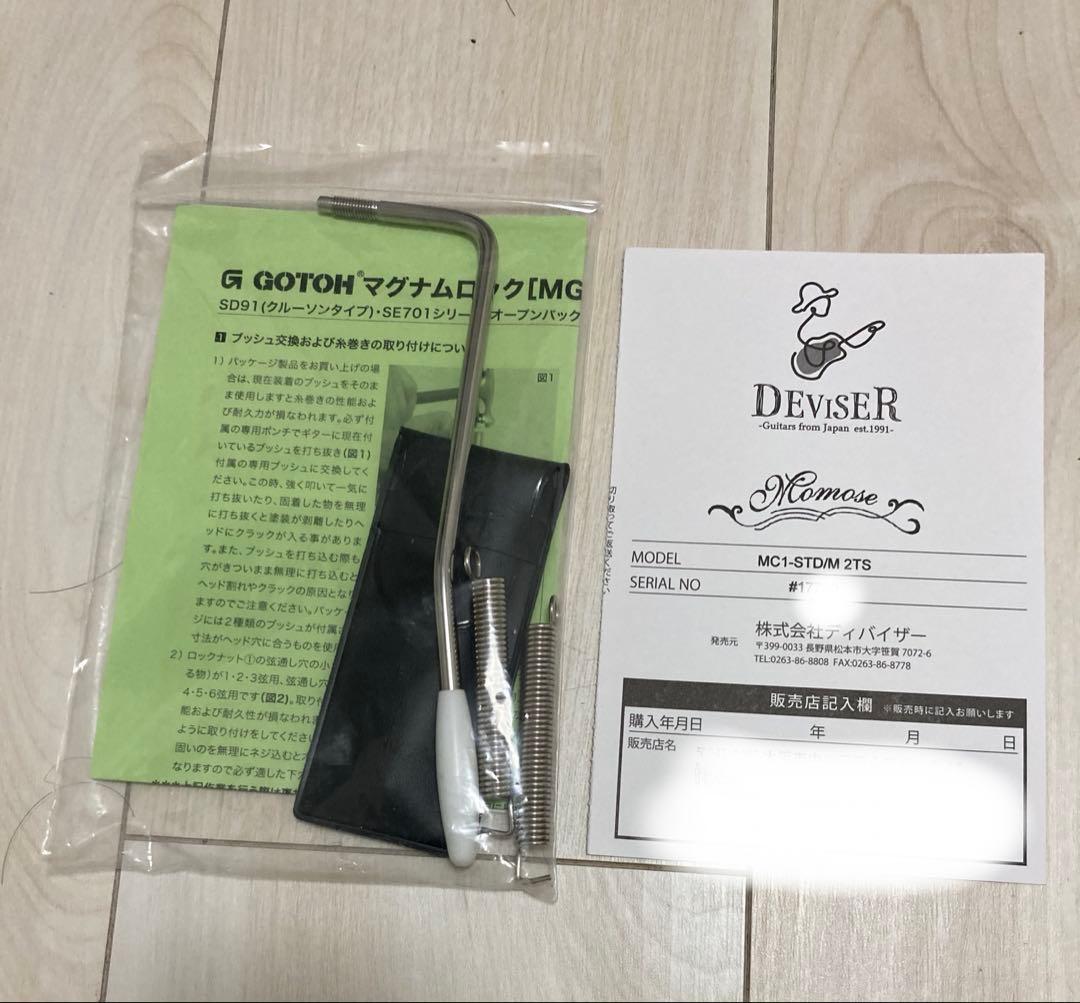 GOTOH®マグナムロック[MG
SD91(クルーソンタイプ)・SE701シリー オープンバック
1 ブッシュ交換および糸巻きの取り付けについ
1) パッケージ製品をお買い上げの場
合は、現在装着のブッシュをそのま
ま使用しますと糸巻きの性能およ
び耐久力が損なわれます。必ず付
属の専用ポンチでギターに現在付
いているブッシュを打ち抜き(図1)
付属の専用ブッシュに交換してく
ださい。この時、強く叩いて一気に
打ち抜いたり、固着した物を無理
に打ち抜くと塗装が剥離したりヘ
ッドにクラックが入る事がありま
す。また、ブッシュを打ち込む際も
穴がきついまま無理に打ち込むと
ヘッド割れやクラックの原因となり
ますのでご注意ください。パッケ
ジには2種類のブッシュが付属
寸法がヘッド穴に合うものを使
2) ロックナット①の弦通し穴の小
る物)が1・2・3弦用、弦通し穴
4・5・6弦用です(図2)。取り付
能および耐久性が損なわれ
ように取り付けをしてくださ
固いのを無理にネジ込むと
なりますので必ず適した下穴
図1
DEVISER
-Guitars from Japan est.1991-
Momose
切り取ってご返送ください
MODEL MC1-STD/M 2TS
SERIAL NO #17
発売元 株式会社ディバイザー
〒399-0033 長野県松本市大字笹賀 7072-6
TEL:0263-86-8808 FAX:0263-86-8778
販売店記入欄 ※販売時に記入お願いします
購入年月日 年 月 日
販売店名